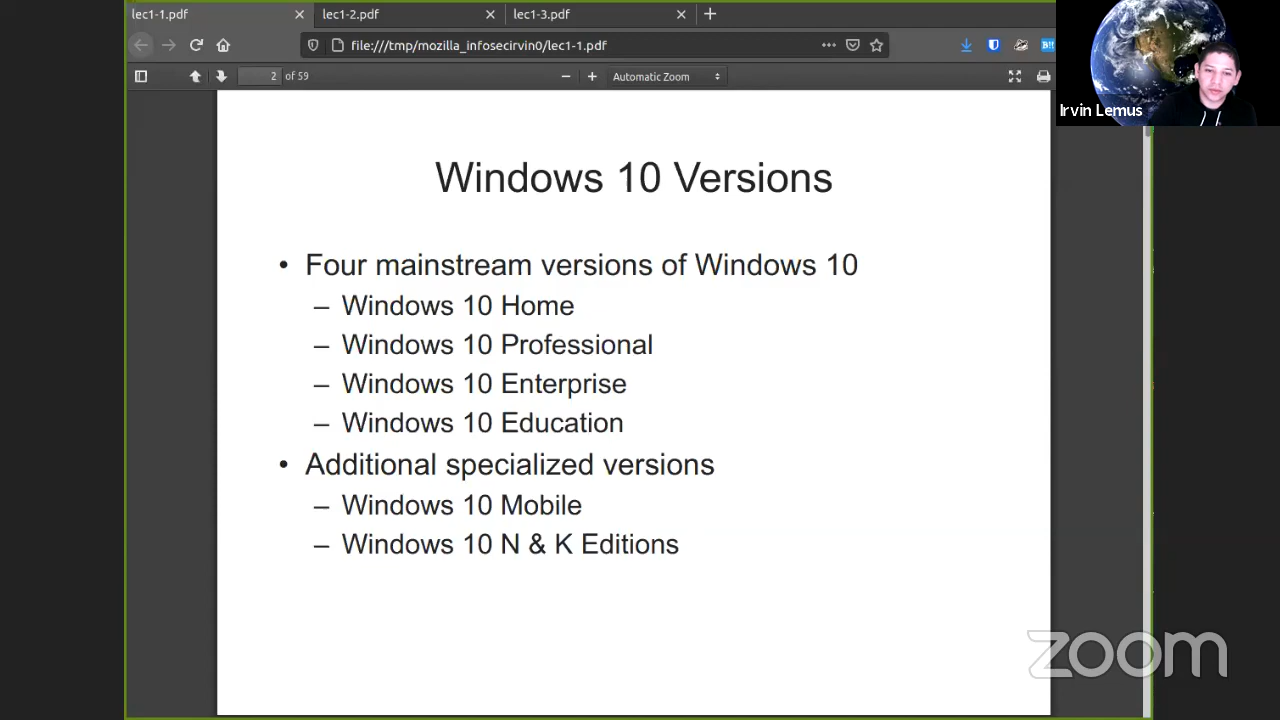 lec1-1.pdf
lec1-2.pdf
lec1-3.pdf
file:///tmp/mozilla_infosecirvin0/lec1-1.pdf
2 of 59
Automatic Zoom
Irvin Lemus
Windows 10 Versions
• Four mainstream versions of Windows 10
– Windows 10 Home
– Windows 10 Professional
– Windows 10 Enterprise
– Windows 10 Education
• Additional specialized versions
– Windows 10 Mobile
– Windows 10 N & K Editions
zoom